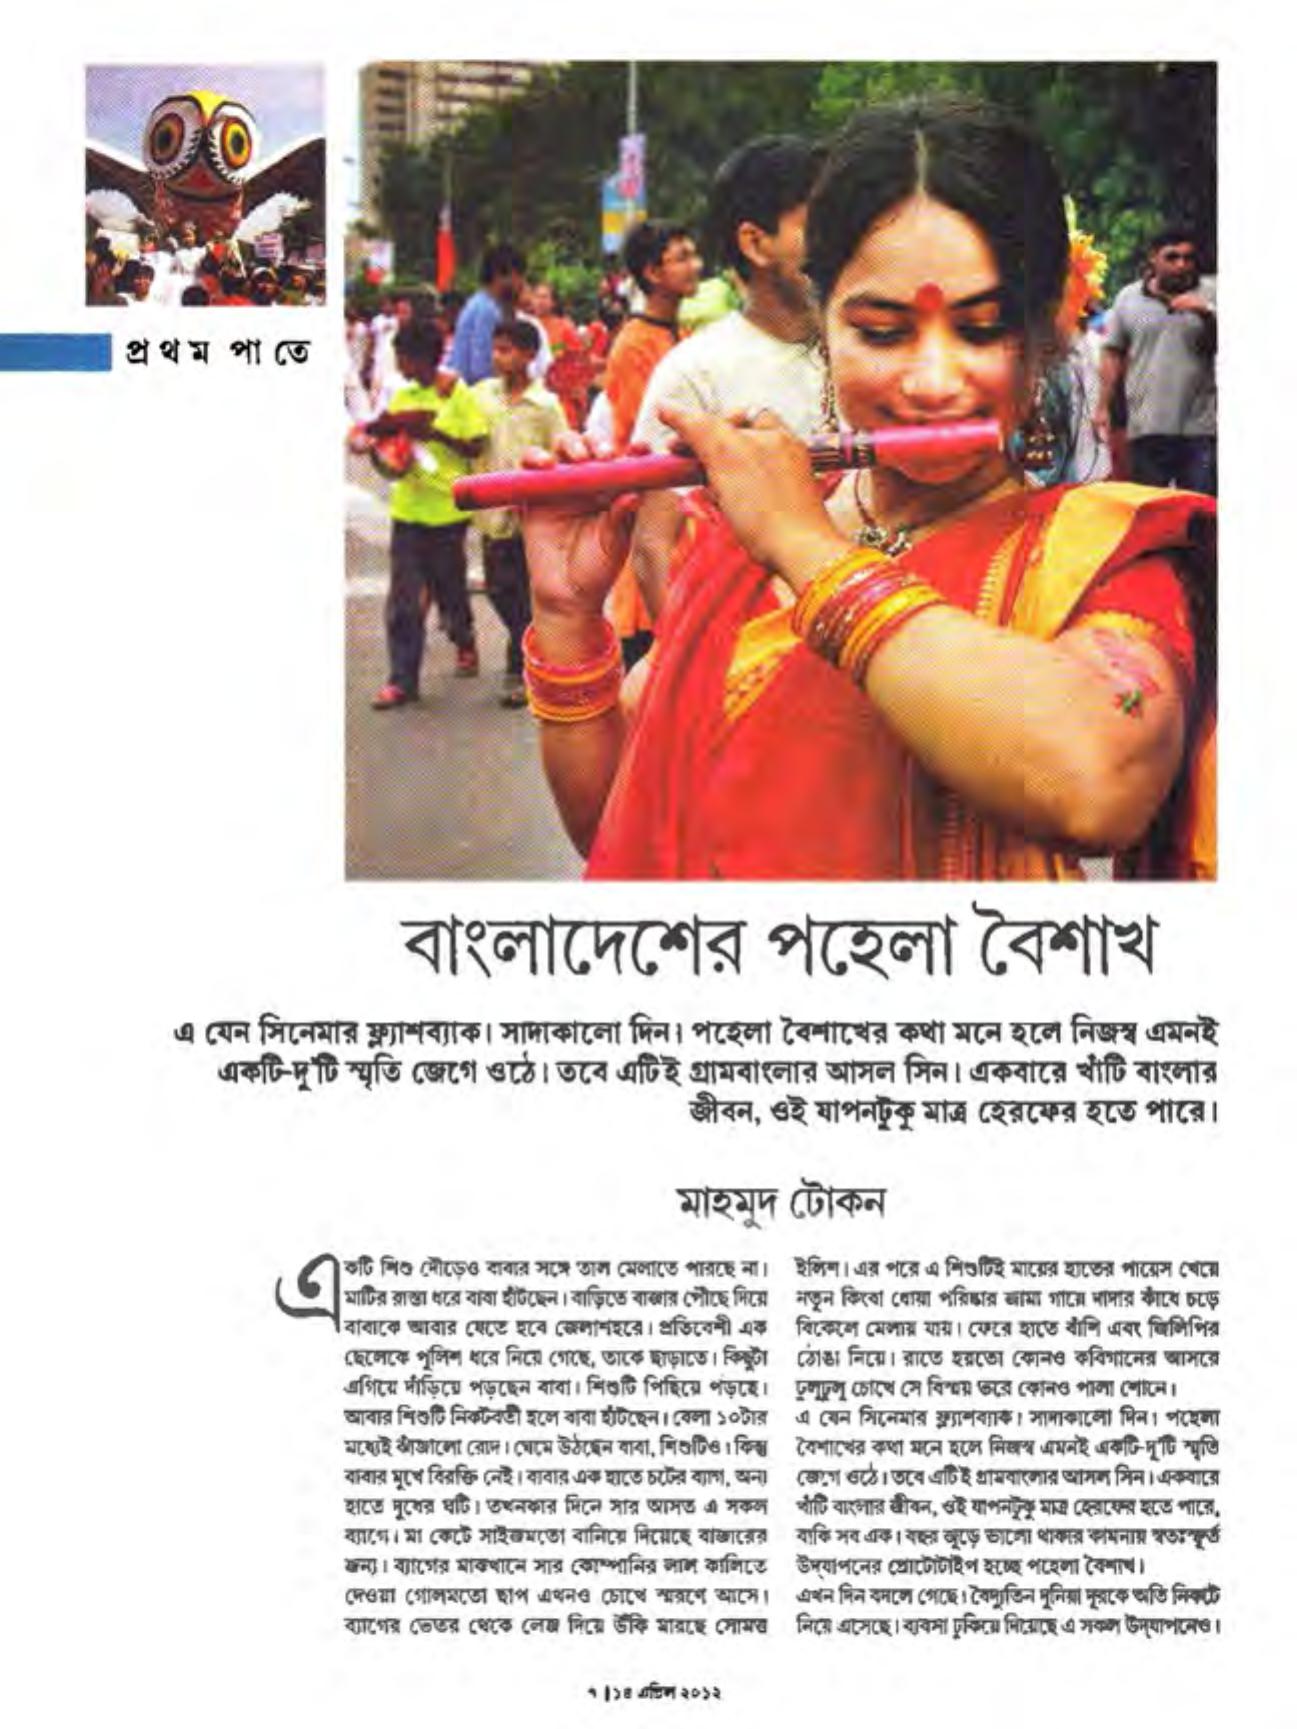 প্রথম পাতে
বাংলাদেশের পহেলা বৈশাখ
এ যেন সিনেমার ফ্ল্যাশব্যাক। সাদাকালো দিন। পহেলা বৈশাখের কথা মনে হলে নিজস্ব এমনই
একটি-দু'টি স্মৃতি জেগে ওঠে। তবে এটিই গ্রামবাংলার আসল সিন। একবারে খাঁটি বাংলার
জীবন, ওই যাপনটুকু মাত্র হেরফের হতে পারে।
মাহমুদ টোকন
একটি শিশু দৌড়েও বাবার সঙ্গে তাল মেলাতে পারছে না।
মাটির রাস্তা ধরে বাবা হাঁটছেন। বাড়িতে বাজার পৌঁছে দিয়ে
বাবাকে আবার যেতে হবে জেলাশহরে। প্রতিবেশী এক
ছেলেকে পুলিশ ধরে নিয়ে গেছে, তাকে ছাড়াতে। কিছুটা
এগিয়ে দাঁড়িয়ে পড়ছেন বাবা। শিশুটি পিছিয়ে পড়ছে।
আবার শিশুটি নিকটবর্তী হলে বাবা হাঁটছেন। বেলা ১০টার
মধ্যেই ঝাঁজালো রোদ। ঘেমে উঠছেন বাবা, শিশুটিও। কিন্তু
বাবার মুখে বিরক্তি নেই। বাবার এক হাতে চটের ব্যাগ, অন্য
হাতে দুধের ঘটি। তখনকার দিনে সার আসত এ সকল
ব্যাগে। মা কেটে সাইজমতো বানিয়ে দিয়েছে বাজারের
জন্য। ব্যাগের মাঝখানে সার কোম্পানির লাল কালিতে
দেওয়া গোলমতো ছাপ এখনও চোখে স্মরণে আসে।
ব্যাগের ভেতর থেকে লেজ দিয়ে উঁকি মারছে সোমত্ত
ইলিশ। এর পরে এ শিশুটিই মায়ের হাতের পায়েস খেয়ে
নতুন কিংবা ধোয়া পরিষ্কার জামা গায়ে দাদার কাঁধে চড়ে
বিকেলে মেলায় যায়। ফেরে হাতে বাঁশি এবং জিলিপির
ঠোঙা নিয়ে। রাতে হয়তো কোনও কবিগানের আসরে
ঢুলুঢুলু চোখে সে বিস্ময় ভরে কোনও পালা শোনে।
এ যেন সিনেমার ফ্ল্যাশব্যাক। সাদাকালো দিন। পহেলা
বৈশাখের কথা মনে হলে নিজস্ব এমনই একটি-দু'টি স্মৃতি
জেগে ওঠে। তবে এটিই গ্রামবাংলার আসল সিন। একবারে
খাঁটি বাংলার জীবন, ওই যাপনটুকু মাত্র হেরফের হতে পারে,
বাকি সব এক। বছর জুড়ে ভালো থাকার কামনায় স্বতঃস্ফূর্ত
উদ্‌যাপনের প্রোটোটাইপ হচ্ছে পহেলা বৈশাখ।
এখন দিন বদলে গেছে। বৈদ্যুতিন দুনিয়া দূরকে অতি নিকটে
নিয়ে এসেছে। ব্যবসা ঢুকিয়ে দিয়েছে এ সকল উদ্‌যাপনেও।
৭ | ১৪ এপ্রিল ২০১২